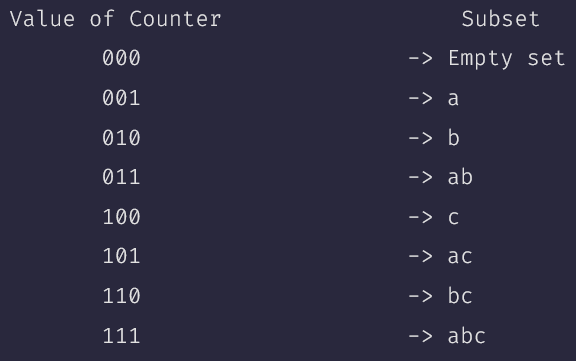 Value of Counter Subset
000 -> Empty set
001 -> a
010 -> b
011 -> ab
100 -> c
101 -> ac
110 -> bc
111 -> abc